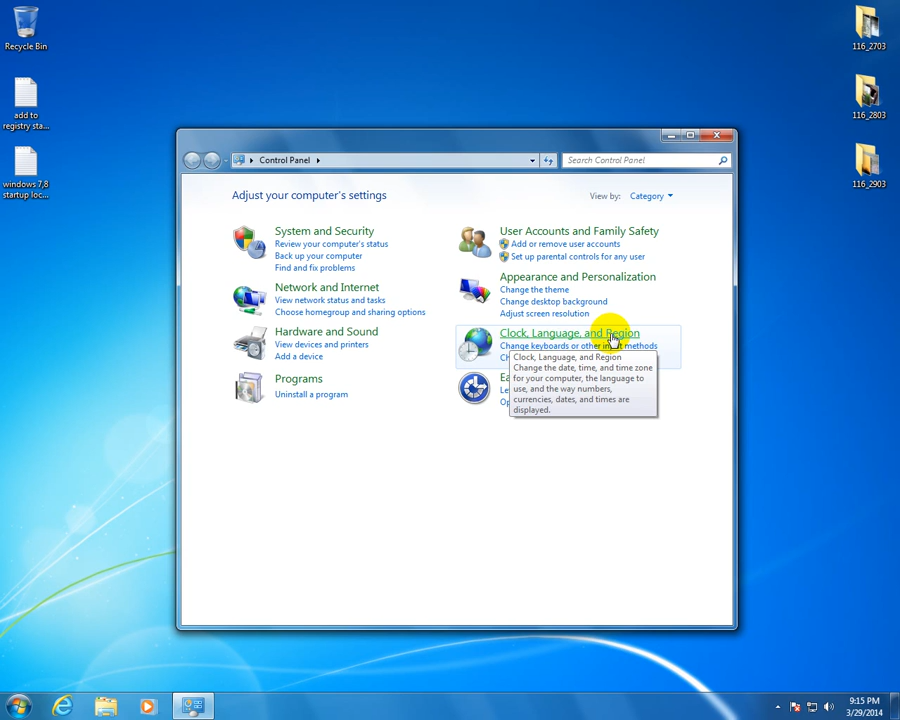 Recycle Bin
add to
registry sta...
windows 7,8
startup loc...
116_2703
116_2803
116_2903
Control Panel
Search Control Panel
Adjust your computer's settings
View by: Category
System and Security
Review your computer's status
Back up your computer
Find and fix problems
Network and Internet
View network status and tasks
Choose homegroup and sharing options
Hardware and Sound
View devices and printers
Add a device
Programs
Uninstall a program
User Accounts and Family Safety
Add or remove user accounts
Set up parental controls for any user
Appearance and Personalization
Change the theme
Change desktop background
Adjust screen resolution
Clock, Language, and Region
Change keyboards or other input methods
Clock, Language, and Region
Change the date, time, and time zone
for your computer, the language to
use, and the way numbers,
currencies, dates, and times are
displayed.
9:15 PM
3/29/2014